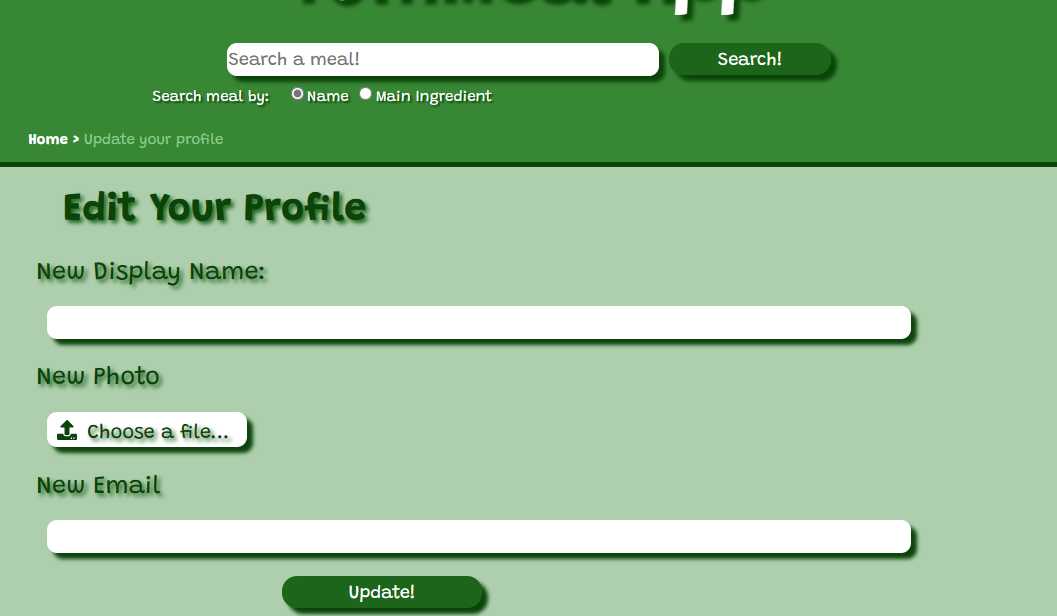 Search a meal!
Search!
Search meal by: Name Main Ingredient
Home > Update your profile
Edit Your Profile
New Display Name:
New Photo
Choose a file...
New Email
Update!